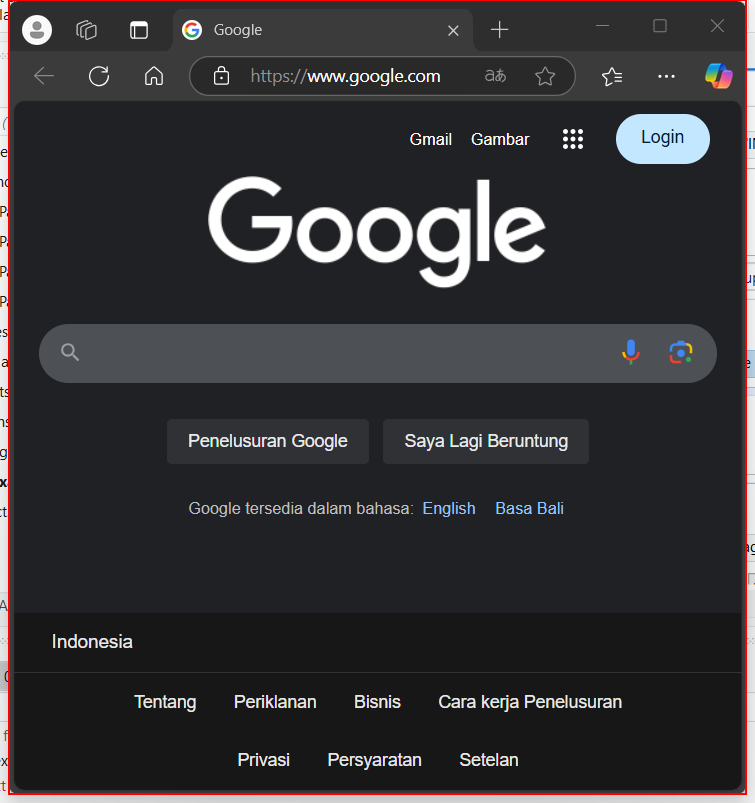 Google
https://www.google.com
Gmail Gambar Login
Google
Penelusuran Google Saya Lagi Beruntung
Google tersedia dalam bahasa: English Basa Bali
Indonesia
Tentang Periklanan Bisnis Cara kerja Penelusuran
Privasi Persyaratan Setelan